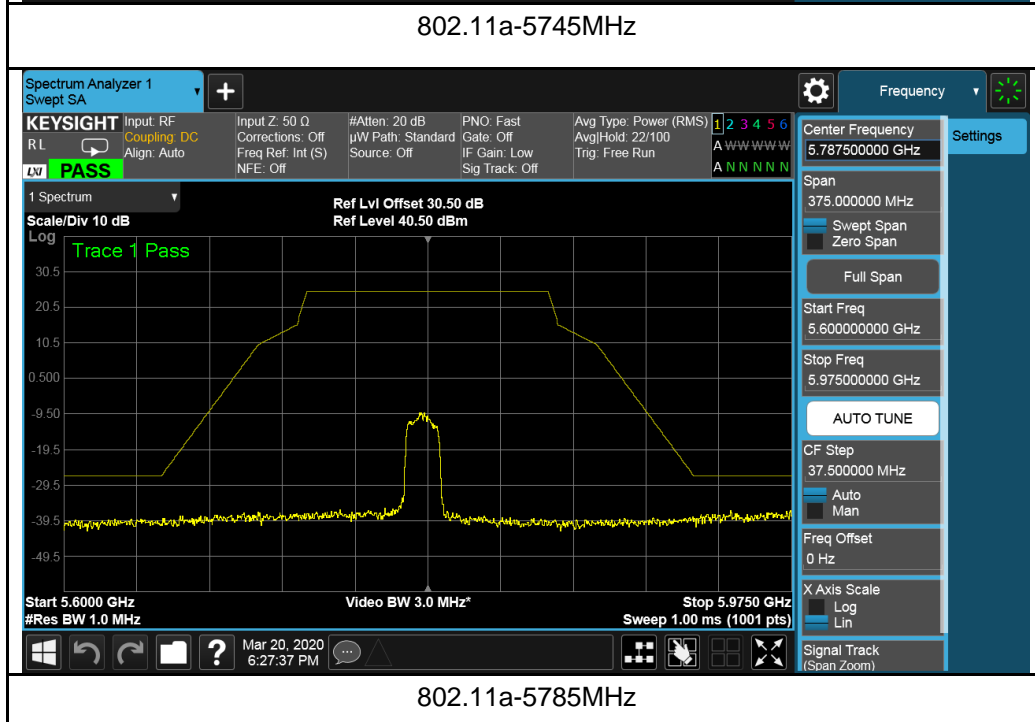 802.11a-5745MHz
Spectrum Analyzer 1
Swept SA
+
Frequency
KEYSIGHT
R L
LXI PASS
Input: RF
Coupling: DC
Align: Auto
Input Z: 50 Ω
Corrections: Off
Freq Ref: Int (S)
NFE: Off
#Atten: 20 dB
µW Path: Standard
Source: Off
PNO: Fast
Gate: Off
IF Gain: Low
Sig Track: Off
Avg Type: Power (RMS)
Avg|Hold: 22/100
Trig: Free Run
1 2 3 4 5 6
A W W W W W
A N N N N N
1 Spectrum
Scale/Div 10 dB
Ref Lvl Offset 30.50 dB
Ref Level 40.50 dBm
Log
Trace 1 Pass
30.5
20.5
10.5
0.500
-9.50
-19.5
-29.5
-39.5
-49.5
Start 5.6000 GHz
#Res BW 1.0 MHz
Video BW 3.0 MHz*
Stop 5.9750 GHz
Sweep 1.00 ms (1001 pts)
?
Mar 20, 2020
6:27:37 PM
Center Frequency
5.787500000 GHz
Settings
Span
375.000000 MHz
Swept Span
Zero Span
Full Span
Start Freq
5.600000000 GHz
Stop Freq
5.975000000 GHz
AUTO TUNE
CF Step
37.500000 MHz
Auto
Man
Freq Offset
0 Hz
X Axis Scale
Log
Lin
Signal Track
(Span Zoom)
802.11a-5785MHz